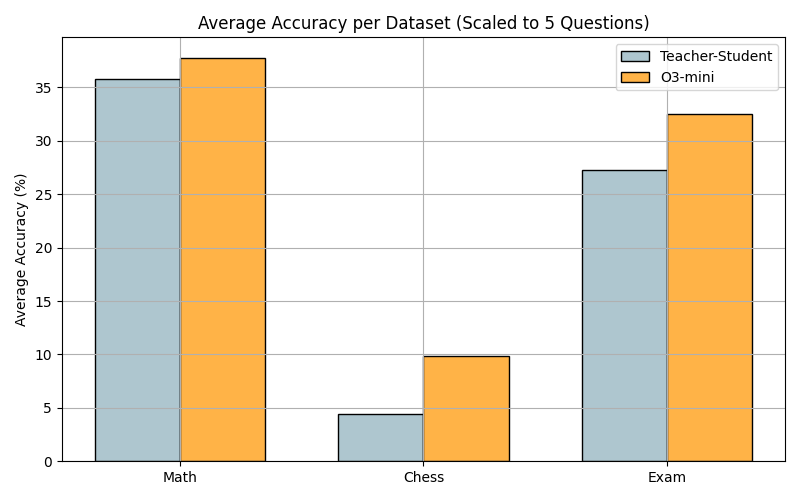 Average Accuracy per Dataset (Scaled to 5 Questions)
Teacher-Student
O3-mini
Average Accuracy (%)
35
30
25
20
15
10
5
0
Math Chess Exam